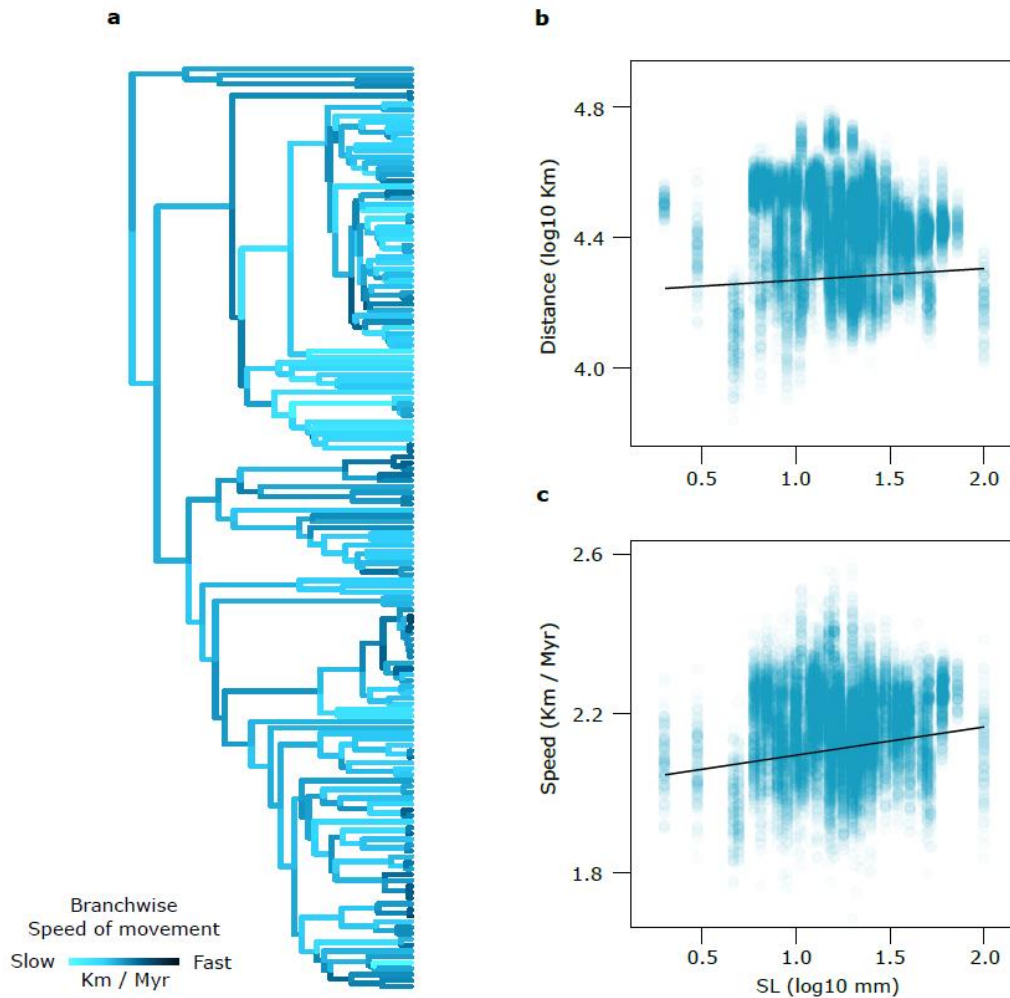 a
Branchwise
Speed of movement
Slow
Fast
Km / Myr
b
Distance (log10 Km)
4.8
4.4
4.0
0.5
1.0
1.5
2.0
c
Speed (Km / Myr)
2.6
2.2
1.8
0.5
1.0
1.5
2.0
SL (log10 mm)